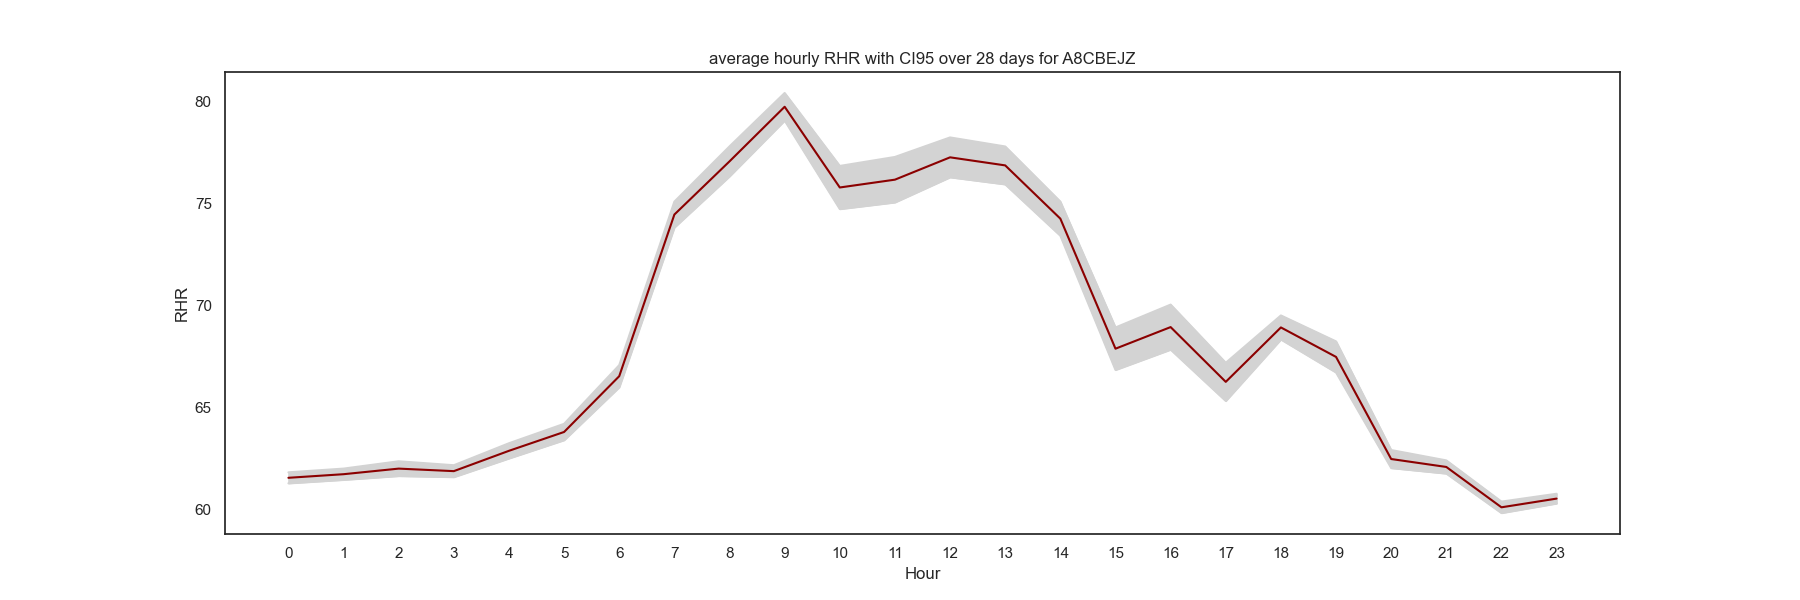 average hourly RHR with CI95 over 28 days for A8CBEJZ
80
75
70
65
60
RHR
0 1 2 3 4 5 6 7 8 9 10 11 12 13 14 15 16 17 18 19 20 21 22 23
Hour